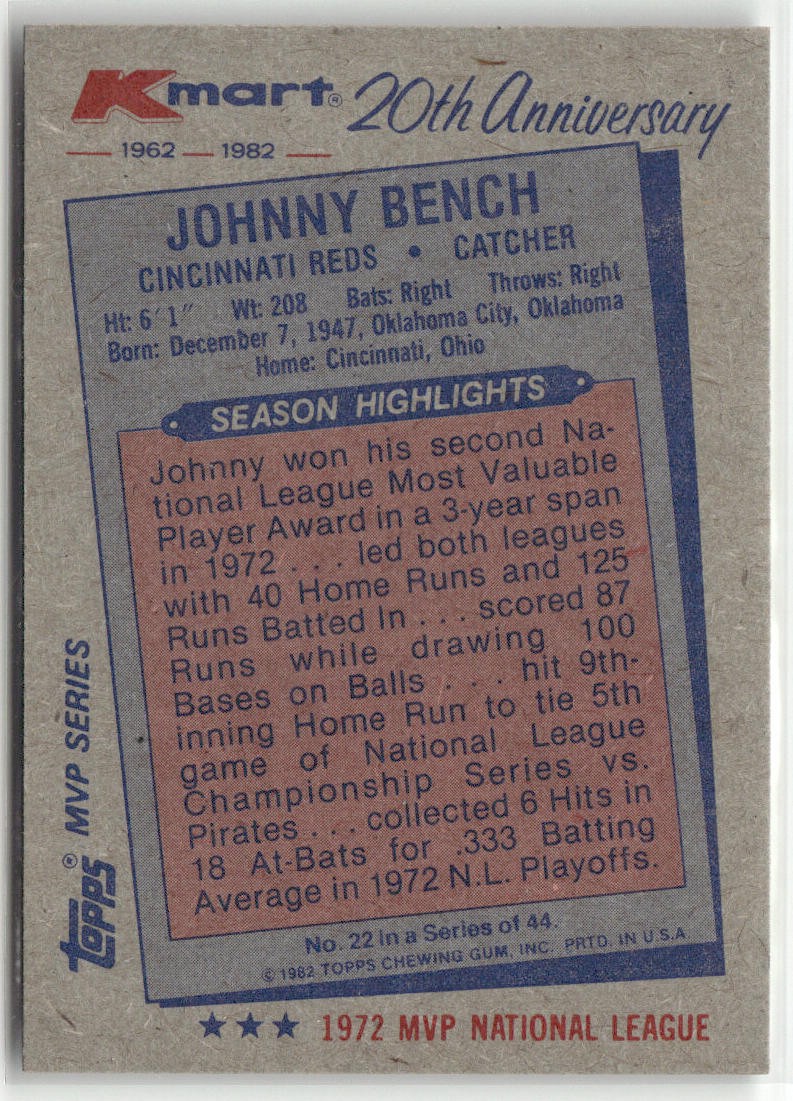 Kmart® 20th Anniversary
1962 — 1982
JOHNNY BENCH
CINCINNATI REDS • CATCHER
Ht: 6'1" Wt: 208 Bats: Right Throws: Right
Born: December 7, 1947, Oklahoma City, Oklahoma
Home: Cincinnati, Ohio
SEASON HIGHLIGHTS
Johnny won his second Na-
tional League Most Valuable
Player Award in a 3-year span
in 1972 . . . led both leagues
with 40 Home Runs and 125
Runs Batted In . . . scored 87
Runs while drawing 100
Bases on Balls . . . hit 9th-
inning Home Run to tie 5th
game of National League
Championship Series vs.
Pirates . . . collected 6 Hits in
18 At-Bats for .333 Batting
Average in 1972 N.L. Playoffs.
No. 22 in a Series of 44.
© 1982 TOPPS CHEWING GUM, INC. PRTD. IN U.S.A.
TOPPS® MVP SERIES
★★★ 1972 MVP NATIONAL LEAGUE